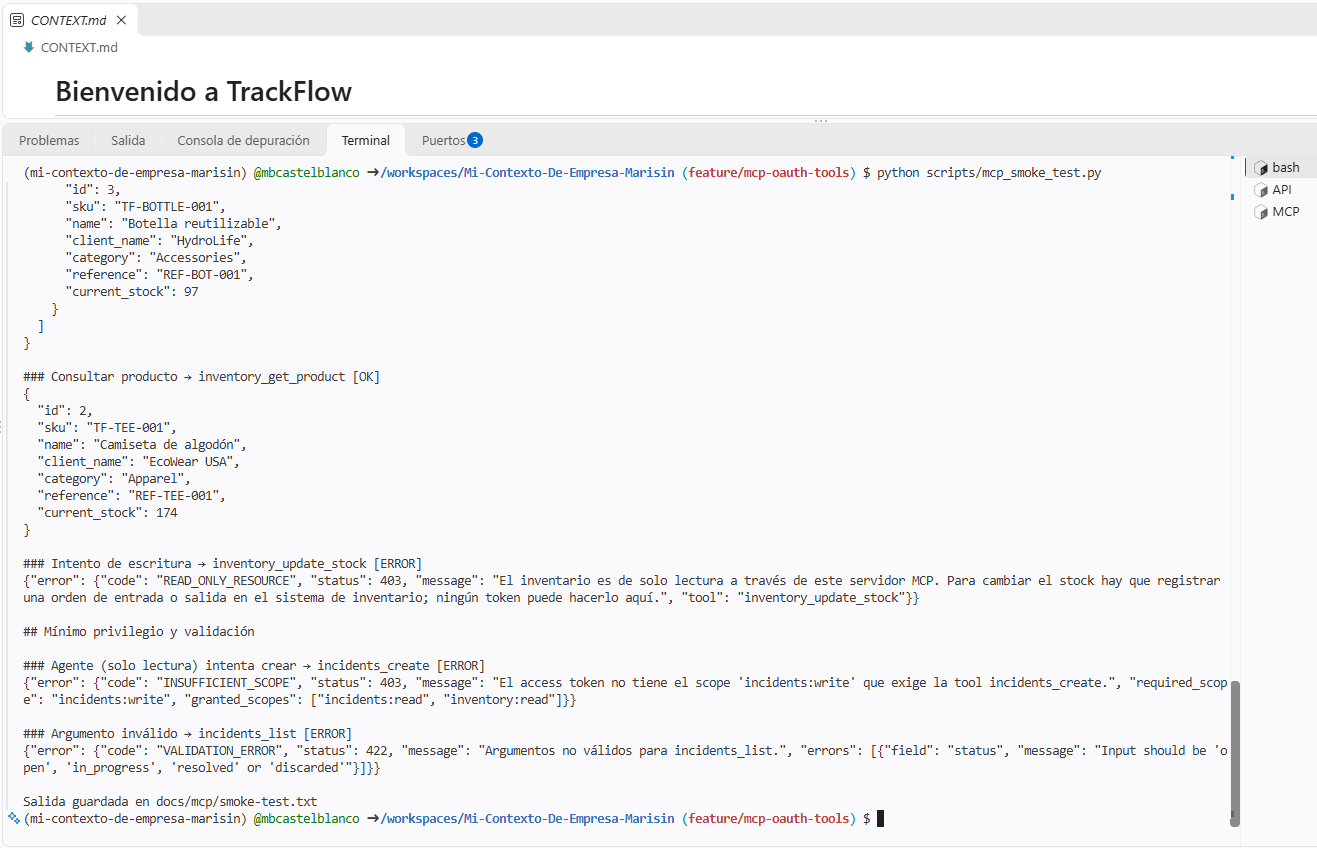 CONTEXT.md
CONTEXT.md
Bienvenido a TrackFlow
Problemas Salida Consola de depuración Terminal Puertos 3
(mi-contexto-de-empresa-marisin) @mbcastelblanco →/workspaces/Mi-Contexto-De-Empresa-Marisin (feature/mcp-oauth-tools) $ python scripts/mcp_smoke_test.py
"id": 3,
"sku": "TF-BOTTLE-001",
"name": "Botella reutilizable",
"client_name": "HydroLife",
"category": "Accessories",
"reference": "REF-BOT-001",
"current_stock": 97
}
]
}
### Consultar producto → inventory_get_product [OK]
{
"id": 2,
"sku": "TF-TEE-001",
"name": "Camiseta de algodón",
"client_name": "EcoWear USA",
"category": "Apparel",
"reference": "REF-TEE-001",
"current_stock": 174
}
### Intento de escritura → inventory_update_stock [ERROR]
{"error": {"code": "READ_ONLY_RESOURCE", "status": 403, "message": "El inventario es de solo lectura a través de este servidor MCP. Para cambiar el stock hay que registrar
una orden de entrada o salida en el sistema de inventario; ningún token puede hacerlo aquí.", "tool": "inventory_update_stock"}}
## Mínimo privilegio y validación
### Agente (solo lectura) intenta crear → incidents_create [ERROR]
{"error": {"code": "INSUFFICIENT_SCOPE", "status": 403, "message": "El access token no tiene el scope 'incidents:write' que exige la tool incidents_create.", "required_scop
e": "incidents:write", "granted_scopes": ["incidents:read", "inventory:read"]}}
### Argumento inválido → incidents_list [ERROR]
{"error": {"code": "VALIDATION_ERROR", "status": 422, "message": "Argumentos no válidos para incidents_list.", "errors": [{"field": "status", "message": "Input should be 'o
pen', 'in_progress', 'resolved' or 'discarded'"}]}}
Salida guardada en docs/mcp/smoke-test.txt
(mi-contexto-de-empresa-marisin) @mbcastelblanco →/workspaces/Mi-Contexto-De-Empresa-Marisin (feature/mcp-oauth-tools) $
bash
API
MCP